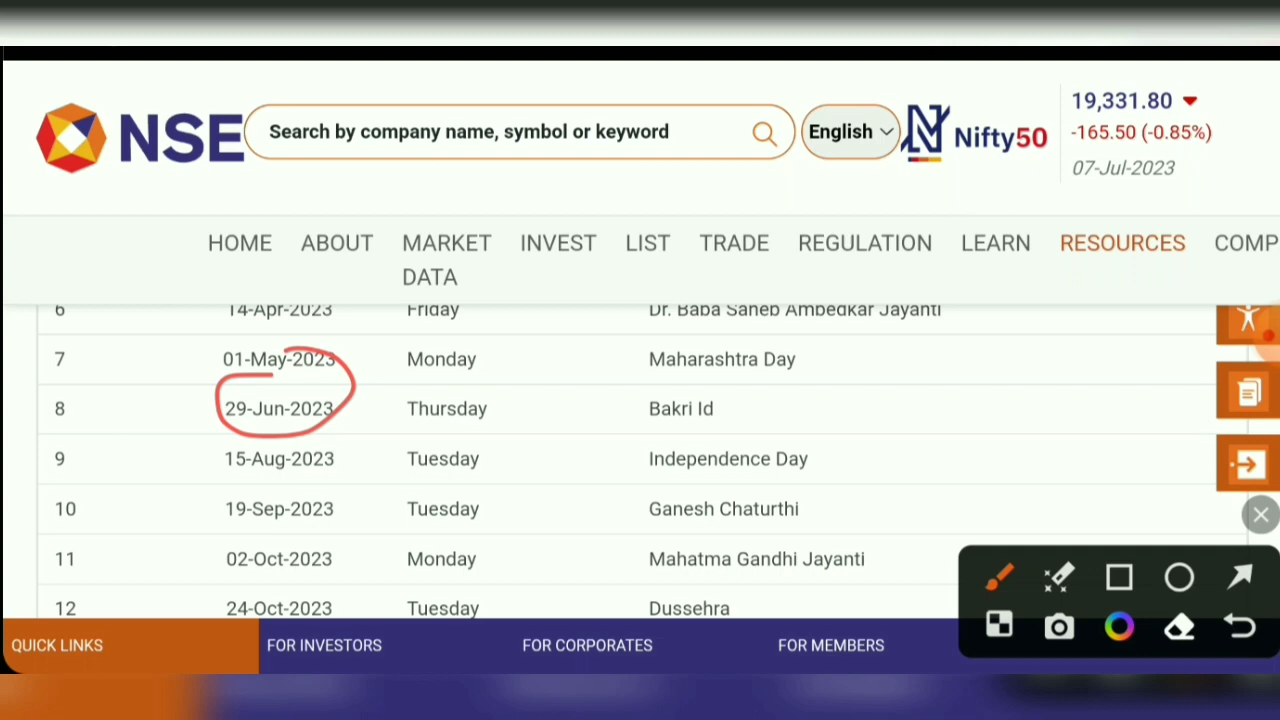 NSE
Search by company name, symbol or keyword
English
Nifty50
19,331.80
-165.50 (-0.85%)
07-Jul-2023
HOME ABOUT MARKET DATA INVEST LIST TRADE REGULATION LEARN RESOURCES COMP
6 14-Apr-2023 Friday Dr. Baba Saheb Ambedkar Jayanti
7 01-May-2023 Monday Maharashtra Day
8 29-Jun-2023 Thursday Bakri Id
9 15-Aug-2023 Tuesday Independence Day
10 19-Sep-2023 Tuesday Ganesh Chaturthi
11 02-Oct-2023 Monday Mahatma Gandhi Jayanti
12 24-Oct-2023 Tuesday Dussehra
QUICK LINKS FOR INVESTORS FOR CORPORATES FOR MEMBERS